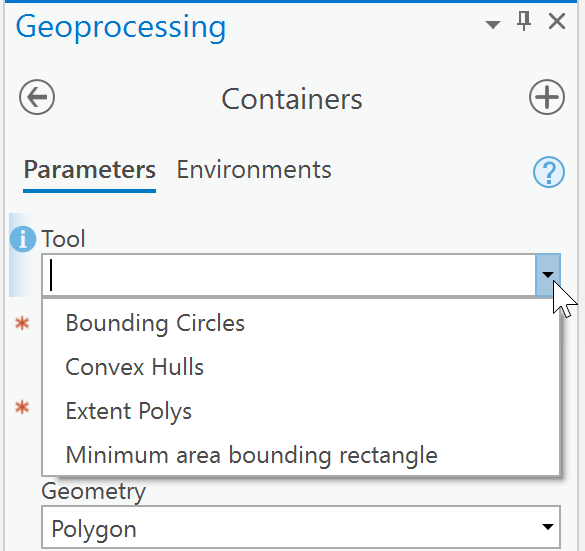 Geoprocessing
Containers
Parameters Environments
Tool
Bounding Circles
Convex Hulls
Extent Polys
Minimum area bounding rectangle
Geometry
Polygon